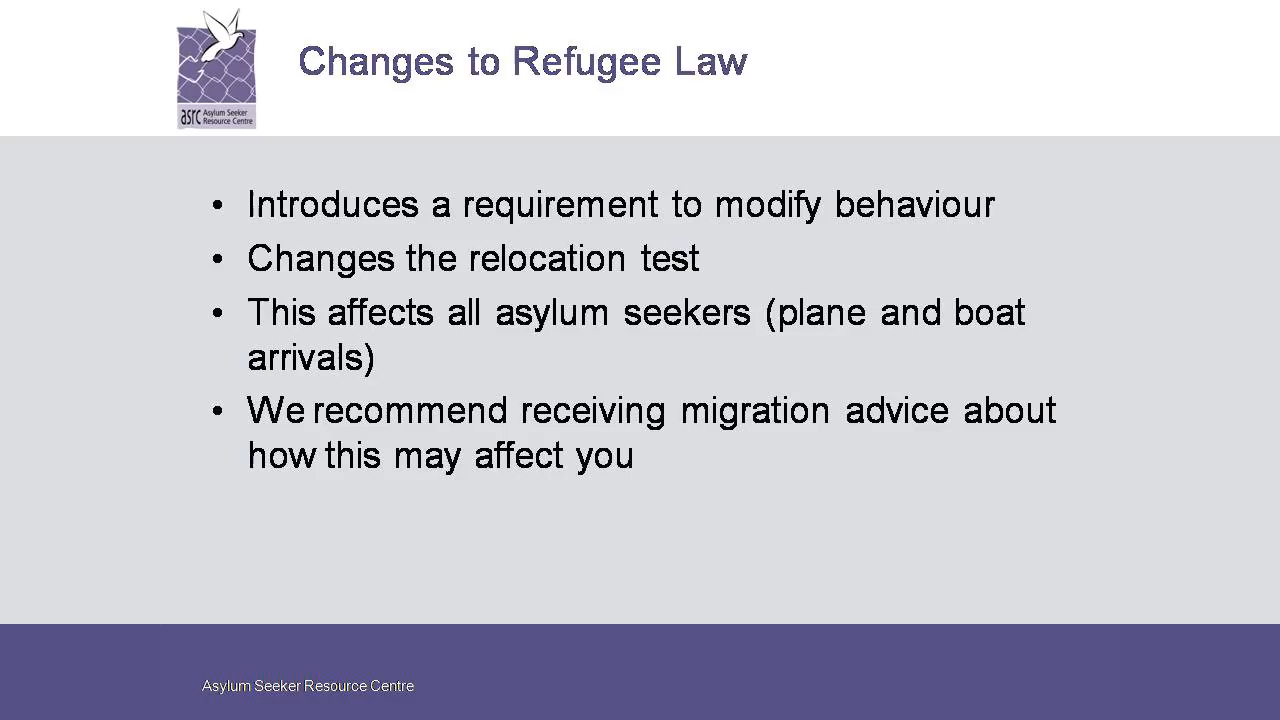 Changes to Refugee Law
asrc Asylum Seeker
Resource Centre
• Introduces a requirement to modify behaviour
• Changes the relocation test
• This affects all asylum seekers (plane and boat
arrivals)
• We recommend receiving migration advice about
how this may affect you
Asylum Seeker Resource Centre